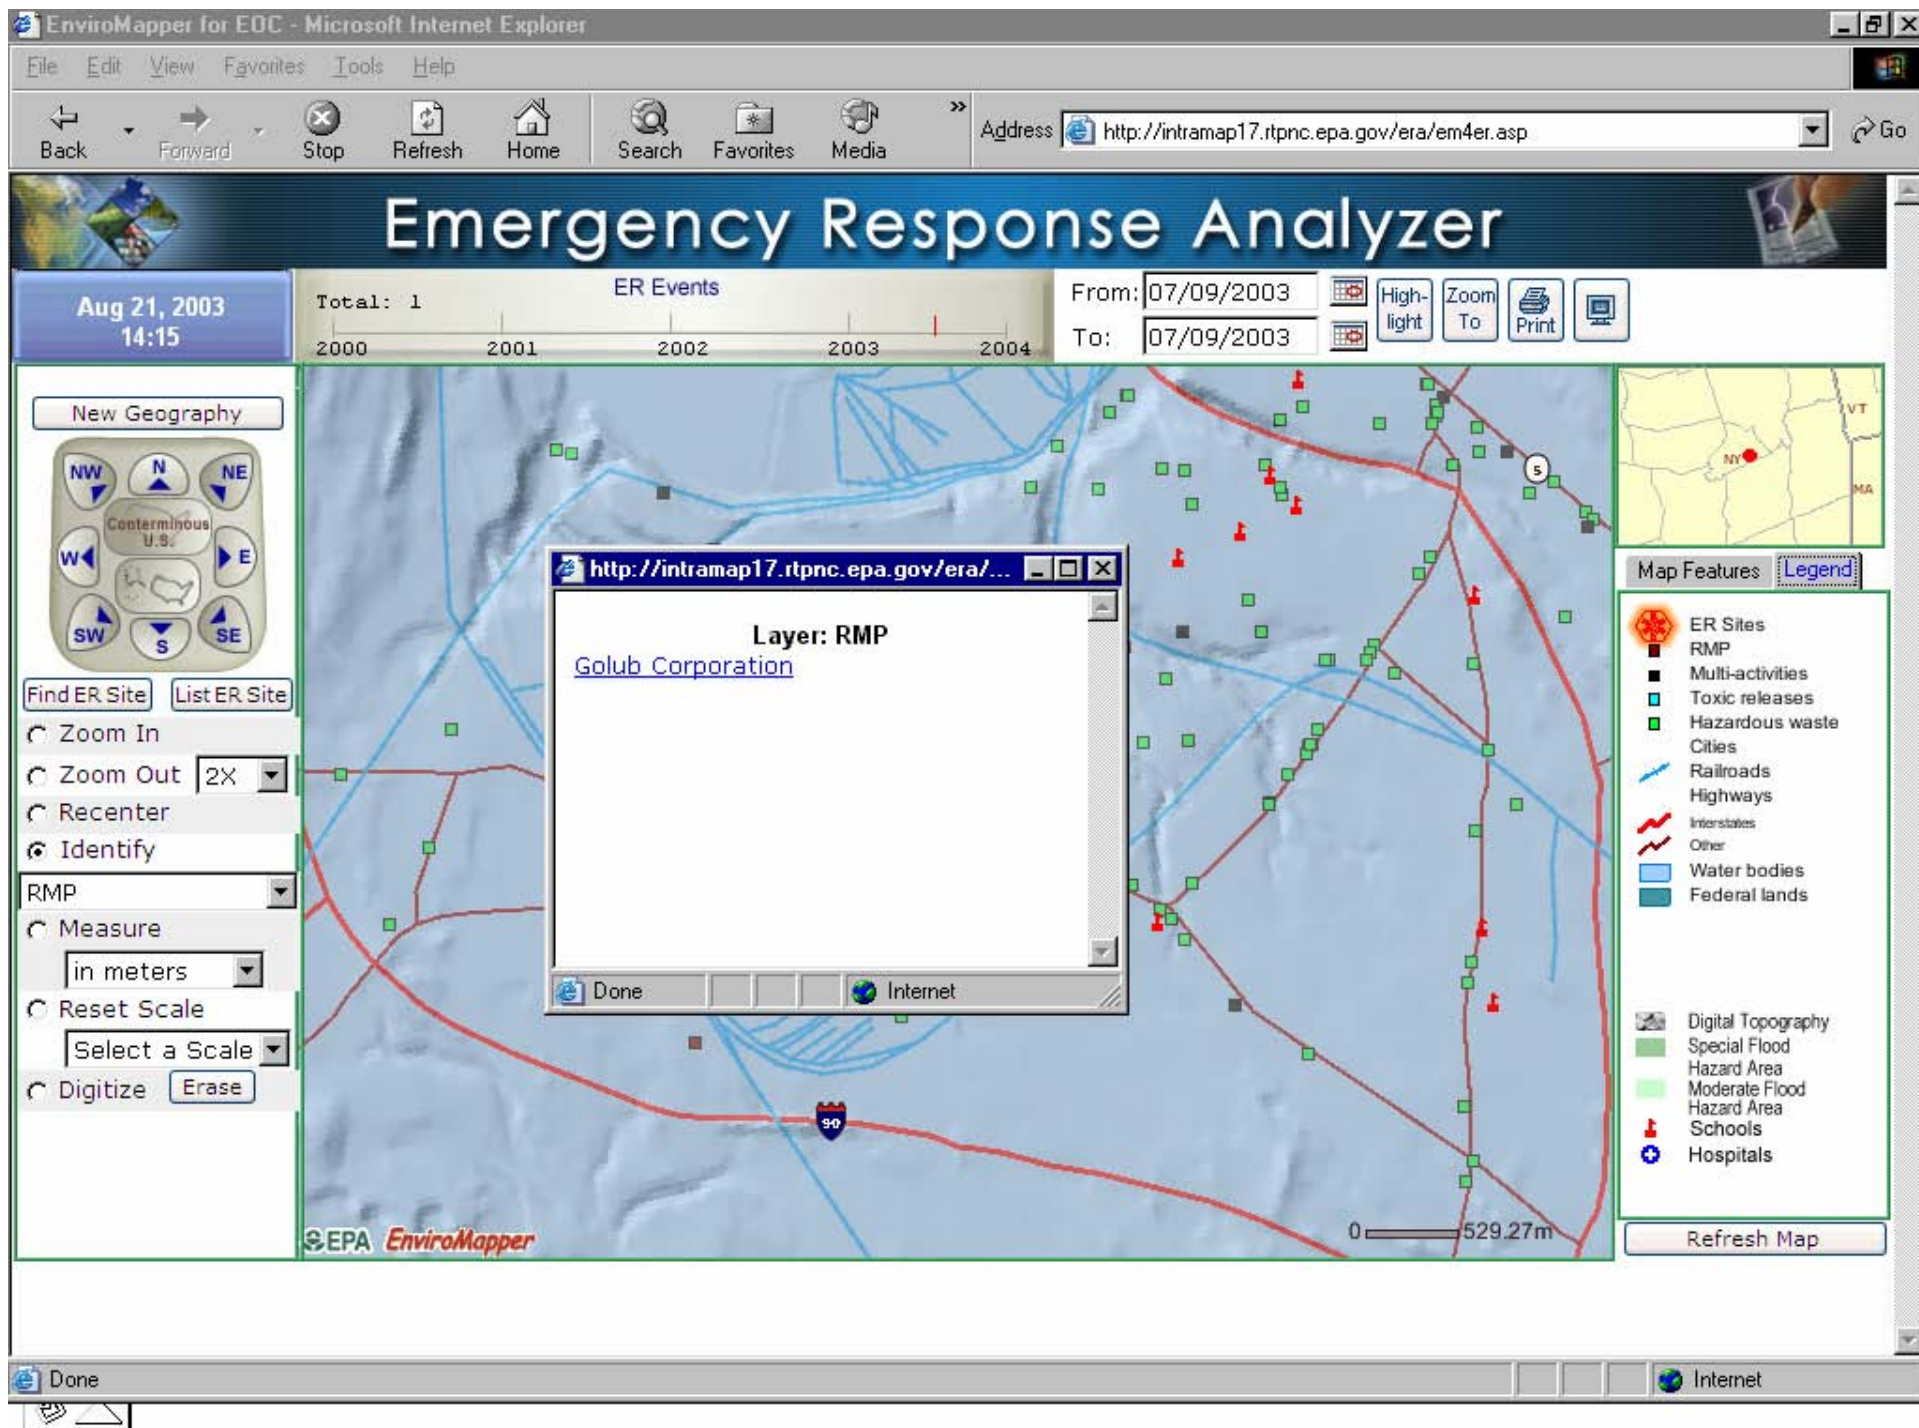 EnviroMapper for EOC - Microsoft Internet Explorer
File Edit View Favorites Tools Help
Back Forward Stop Refresh Home Search Favorites Media » Address http://intramap17.rtpnc.epa.gov/era/em4er.asp Go
Emergency Response Analyzer
Aug 21, 2003
14:15
ER Events
Total: 1
2000 2001 2002 2003 2004
From: 07/09/2003
To: 07/09/2003
High-
light
Zoom
To
Print
New Geography
NW N NE
Conterminous
U.S.
W E
SW S SE
Find ER Site List ER Site
Zoom In
Zoom Out 2X
Recenter
Identify
RMP
Measure
in meters
Reset Scale
Select a Scale
Digitize Erase
5
http://intramap17.rtpnc.epa.gov/era/...
Layer: RMP
Golub Corporation
Done Internet
90
EPA EnviroMapper
0 529.27m
VT
NY
MA
Map Features Legend
ER Sites
RMP
Multi-activities
Toxic releases
Hazardous waste
Cities
Railroads
Highways
Interstates
Other
Water bodies
Federal lands
Digital Topography
Special Flood
Hazard Area
Moderate Flood
Hazard Area
Schools
Hospitals
Refresh Map
Done Internet